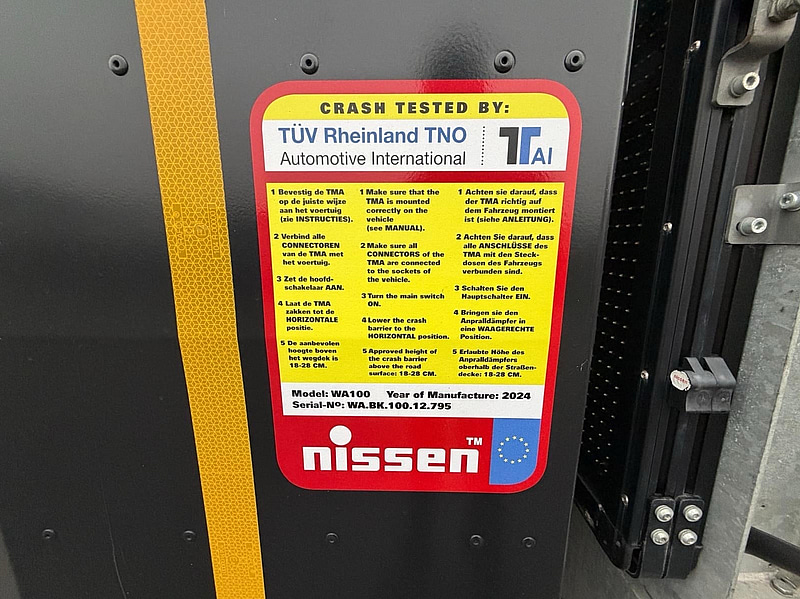 CRASH TESTED BY:
TÜV Rheinland TNO
Automotive International
TTAI
1 Bevestig de TMA
op de juiste wijze
aan het voertuig
(zie INSTRUCTIES).
2 Verbind alle
CONNECTOREN
van de TMA met
het voertuig.
3 Zet de hoofd-
schakelaar AAN.
4 Laat de TMA
zakken tot de
HORIZONTALE
positie.
5 De aanbevolen
hoogte boven
het wegdek is
18-28 CM.
1 Make sure that the
TMA is mounted
correctly on the
vehicle
(see MANUAL).
2 Make sure all
CONNECTORS of the
TMA are connected
to the sockets of
the vehicle.
3 Turn the main switch
ON.
4 Lower the crash
barrier to the
HORIZONTAL position.
5 Approved height of
the crash barrier
above the road
surface: 18-28 CM.
1 Achten sie darauf, dass
der TMA richtig auf
dem Fahrzeug montiert
ist (siehe ANLEITUNG).
2 Achten Sie darauf, dass
alle ANSCHLÜSSE des
TMA mit den Steck-
dosen des Fahrzeugs
verbunden sind.
3 Schalten Sie den
Hauptschalter EIN.
4 Bringen sie den
Anpralldämpfer in
eine WAAGERECHTE
Position.
5 Erlaubte Höhe des
Anpralldämpfers
oberhalb der Straßen-
decke: 18-28 CM.
Model: WA100 Year of Manufacture: 2024
Serial-No: WA.BK.100.12.795
nissen TM